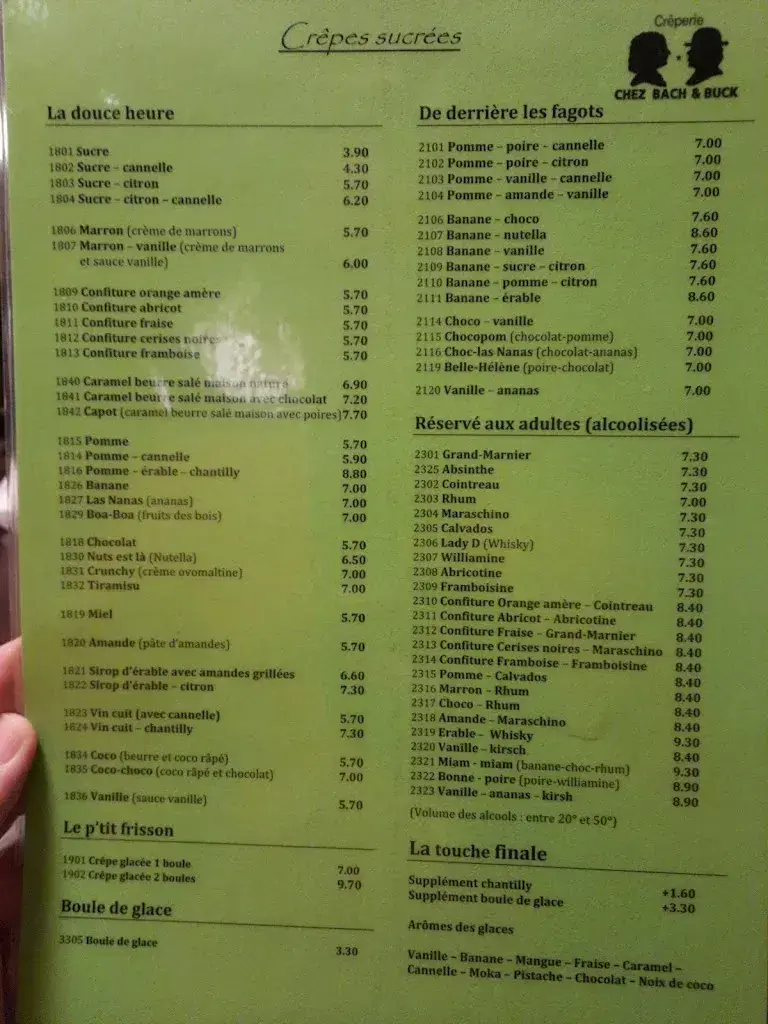 Crêpes sucrées
Crêperie
CHEZ BACH & BUCK
La douce heure
1801 Sucre 3.90
1802 Sucre – cannelle 4.30
1803 Sucre – citron 5.70
1804 Sucre – citron – cannelle 6.20
1806 Marron (crème de marrons) 5.70
1807 Marron – vanille (crème de marrons
et sauce vanille) 6.00
1809 Confiture orange amère 5.70
1810 Confiture abricot 5.70
1811 Confiture fraise 5.70
1812 Confiture cerises noires 5.70
1813 Confiture framboise 5.70
1840 Caramel beurre salé maison nature 6.90
1841 Caramel beurre salé maison avec chocolat 7.20
1842 Capot (caramel beurre salé maison avec poires) 7.70
1815 Pomme 5.70
1814 Pomme – cannelle 5.90
1816 Pomme – érable – chantilly 8.80
1826 Banane 7.00
1827 Las Nanas (ananas) 7.00
1829 Boa-Boa (fruits des bois) 7.00
1818 Chocolat 5.70
1830 Nuts est là (Nutella) 6.50
1831 Crunchy (crème ovomaltine) 7.00
1832 Tiramisu 7.00
1819 Miel 5.70
1820 Amande (pâte d'amandes) 5.70
1821 Sirop d'érable avec amandes grillées 6.60
1822 Sirop d'érable – citron 7.30
1823 Vin cuit (avec cannelle) 5.70
1824 Vin cuit – chantilly 7.30
1834 Coco (beurre et coco râpé) 5.70
1835 Coco-choco (coco râpé et chocolat) 7.00
1836 Vanille (sauce vanille) 5.70
Le p'tit frisson
1901 Crêpe glacée 1 boule 7.00
1902 Crêpe glacée 2 boules 9.70
Boule de glace
3305 Boule de glace 3.30
De derrière les fagots
2101 Pomme – poire – cannelle 7.00
2102 Pomme – poire – citron 7.00
2103 Pomme – vanille – cannelle 7.00
2104 Pomme – amande – vanille 7.00
2106 Banane – choco 7.60
2107 Banane – nutella 8.60
2108 Banane – vanille 7.60
2109 Banane – sucre – citron 7.60
2110 Banane – pomme – citron 7.60
2111 Banane – érable 8.60
2114 Choco – vanille 7.00
2115 Chocopom (chocolat-pomme) 7.00
2116 Choc-las Nanas (chocolat-ananas) 7.00
2119 Belle-Hélène (poire-chocolat) 7.00
2120 Vanille – ananas 7.00
Réservé aux adultes (alcoolisées)
2301 Grand-Marnier 7.30
2325 Absinthe 7.30
2302 Cointreau 7.30
2303 Rhum 7.00
2304 Maraschino 7.30
2305 Calvados 7.30
2306 Lady D (Whisky) 7.30
2307 Williamine 7.30
2308 Abricotine 7.30
2309 Framboisine 7.30
2310 Confiture Orange amère – Cointreau 8.40
2311 Confiture Abricot – Abricotine 8.40
2312 Confiture Fraise – Grand-Marnier 8.40
2313 Confiture Cerises noires – Maraschino 8.40
2314 Confiture Framboise – Framboisine 8.40
2315 Pomme – Calvados 8.40
2316 Marron – Rhum 8.40
2317 Choco – Rhum 8.40
2318 Amande – Maraschino 8.40
2319 Erable – Whisky 9.30
2320 Vanille – kirsch 8.40
2321 Miam - miam (banane-choc-rhum) 9.30
2322 Bonne - poire (poire-williamine) 8.90
2323 Vanille – ananas - kirsh 8.90
(Volume des alcools : entre 20° et 50°)
La touche finale
Supplément chantilly +1.60
Supplément boule de glace +3.30
Arômes des glaces
Vanille – Banane – Mangue – Fraise – Caramel –
Cannelle – Moka – Pistache – Chocolat – Noix de coco